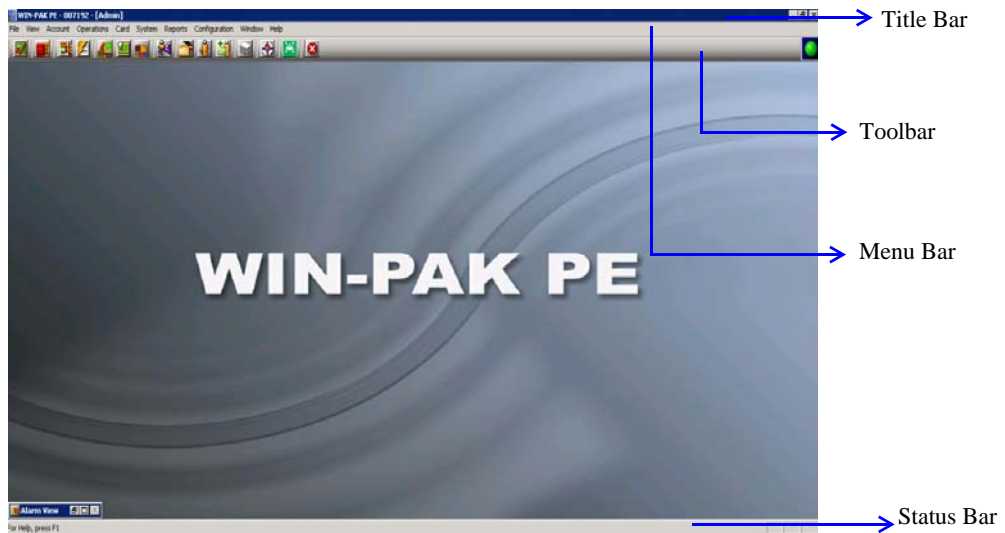 WIN-PAK PE - 007192 - [Admin]
Title Bar
File View Account Operations Card System Reports Configuration Window Help
Toolbar
Menu Bar
WIN-PAK PE
Alarm View
Status Bar
For Help, press F1